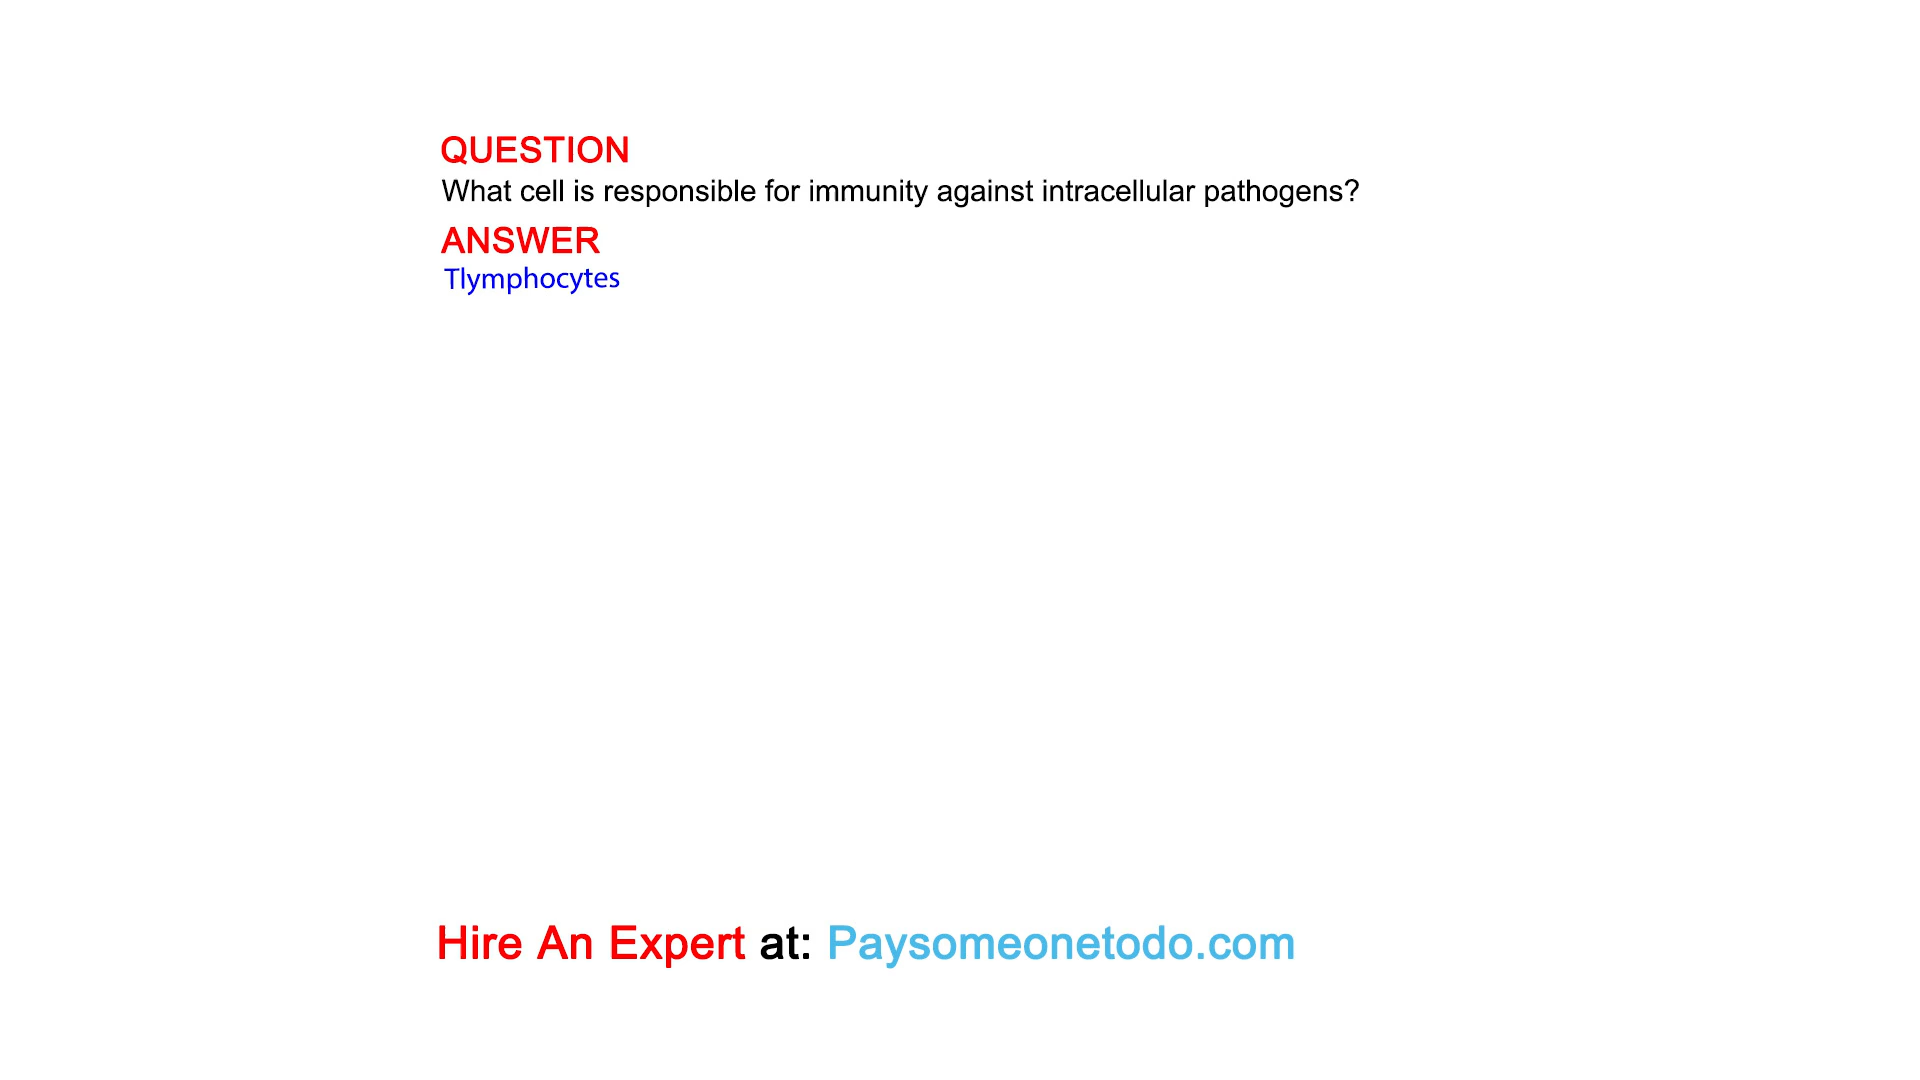 QUESTION
What cell is responsible for immunity against intracellular pathogens?
ANSWER
Tlymphocytes
Hire An Expert at: Paysomeonetodo.com